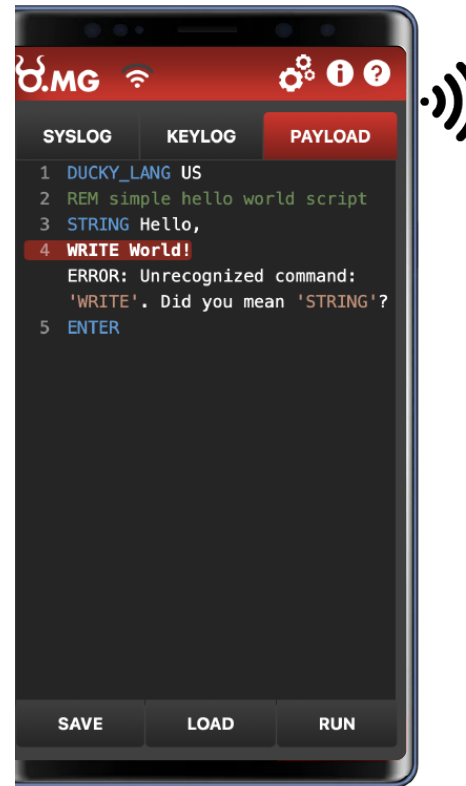 O.MG
SYSLOG KEYLOG PAYLOAD
1 DUCKY_LANG US
2 REM simple hello world script
3 STRING Hello,
4 WRITE World!
ERROR: Unrecognized command:
'WRITE'. Did you mean 'STRING'?
5 ENTER
SAVE LOAD RUN